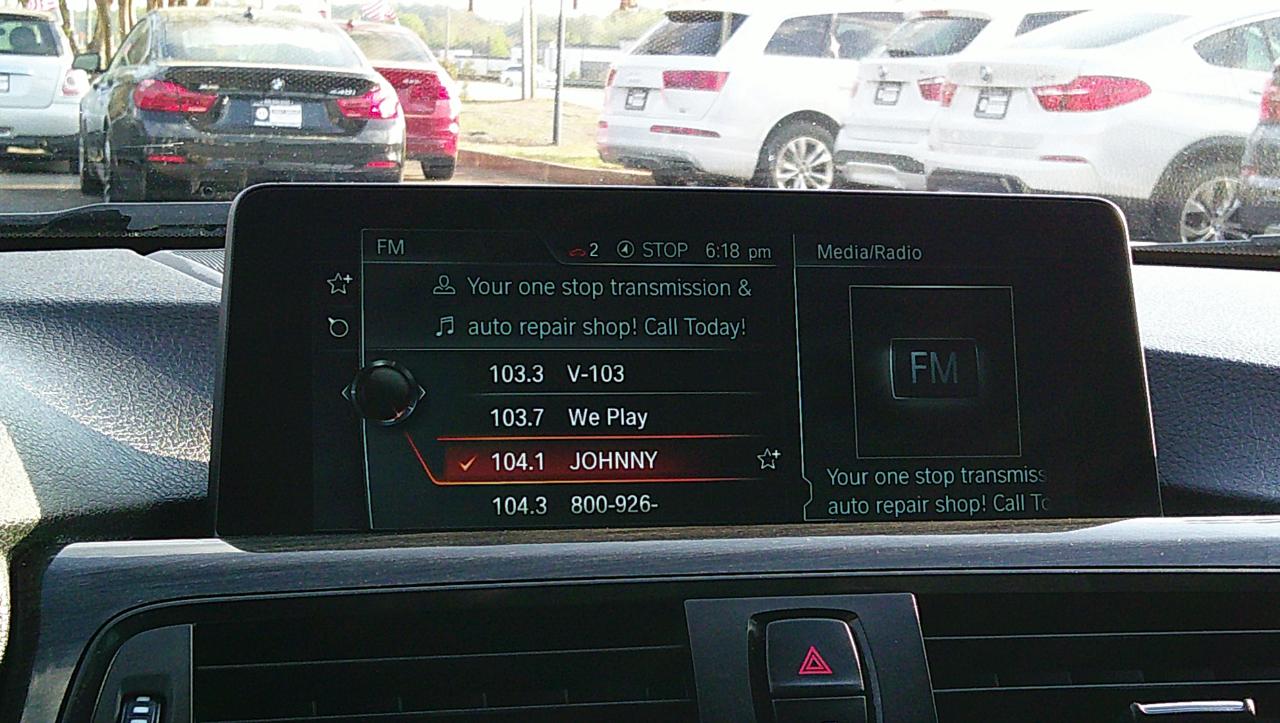 FM
2 STOP 6:18 pm
Media/Radio
Your one stop transmission &
auto repair shop! Call Today!
103.3 V-103
103.7 We Play
104.1 JOHNNY
104.3 800-926-
FM
Your one stop transmiss
auto repair shop! Call To